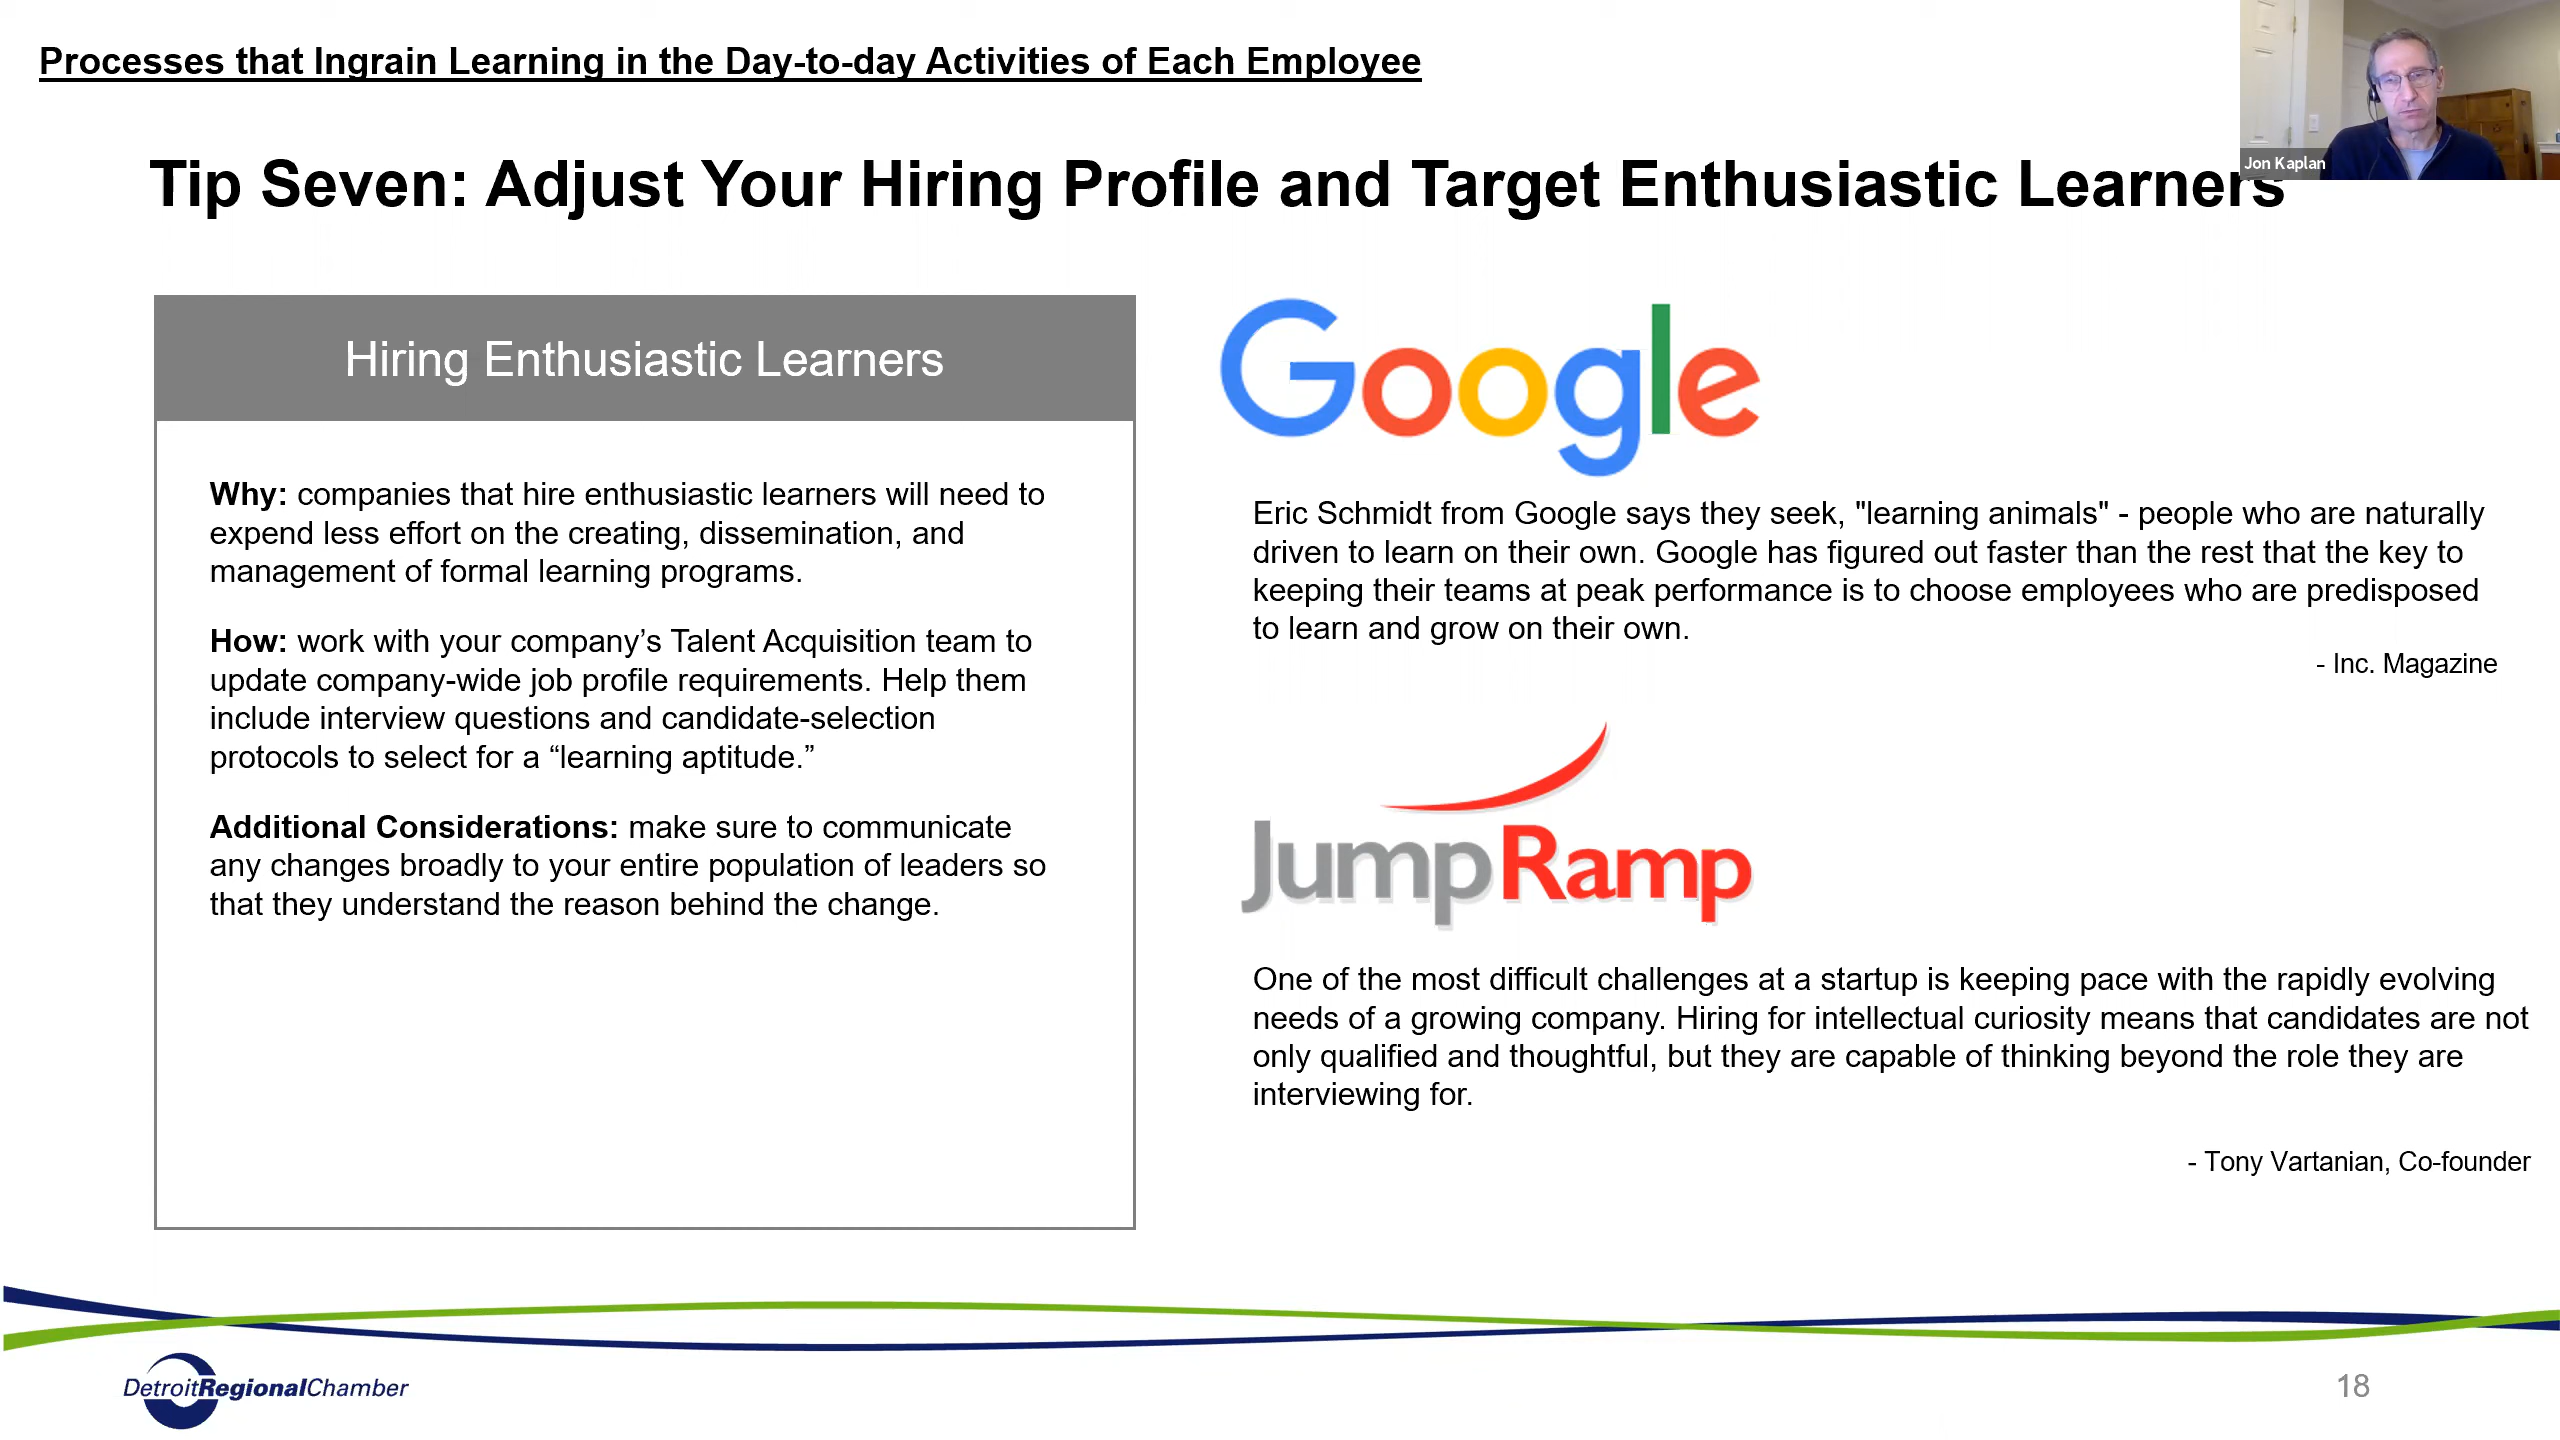 Processes that Ingrain Learning in the Day-to-day Activities of Each Employee
Jon Kaplan
Tip Seven: Adjust Your Hiring Profile and Target Enthusiastic Learners
Hiring Enthusiastic Learners
Why: companies that hire enthusiastic learners will need to
expend less effort on the creating, dissemination, and
management of formal learning programs.
How: work with your company’s Talent Acquisition team to
update company-wide job profile requirements. Help them
include interview questions and candidate-selection
protocols to select for a “learning aptitude.”
Additional Considerations: make sure to communicate
any changes broadly to your entire population of leaders so
that they understand the reason behind the change.
Google
Eric Schmidt from Google says they seek, "learning animals" - people who are naturally
driven to learn on their own. Google has figured out faster than the rest that the key to
keeping their teams at peak performance is to choose employees who are predisposed
to learn and grow on their own.
- Inc. Magazine
JumpRamp
One of the most difficult challenges at a startup is keeping pace with the rapidly evolving
needs of a growing company. Hiring for intellectual curiosity means that candidates are not
only qualified and thoughtful, but they are capable of thinking beyond the role they are
interviewing for.
- Tony Vartanian, Co-founder
DetroitRegionalChamber
18